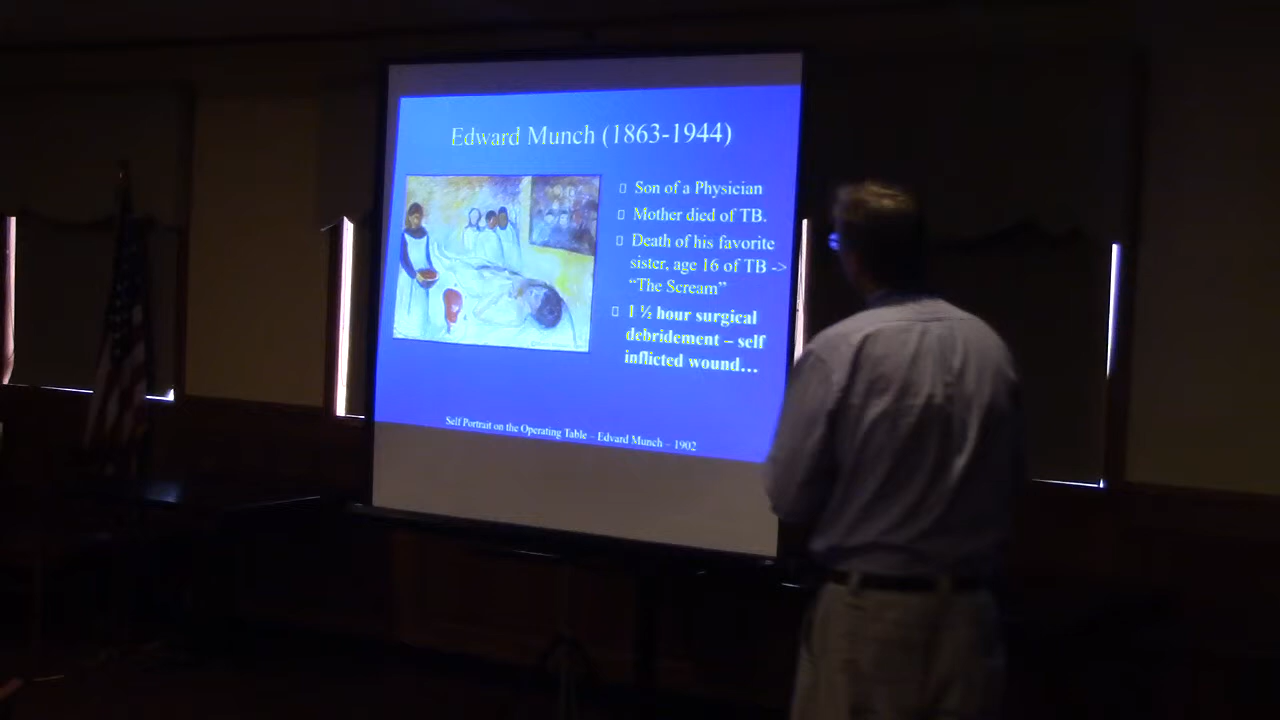 Edward Munch (1863-1944)
Son of a Physician
Mother died of TB.
Death of his favorite
sister, age 16 of TB ->
“The Scream”
1 ½ hour surgical
debridement – self
inflicted wound…
Self Portrait on the Operating Table – Edvard Munch – 1902